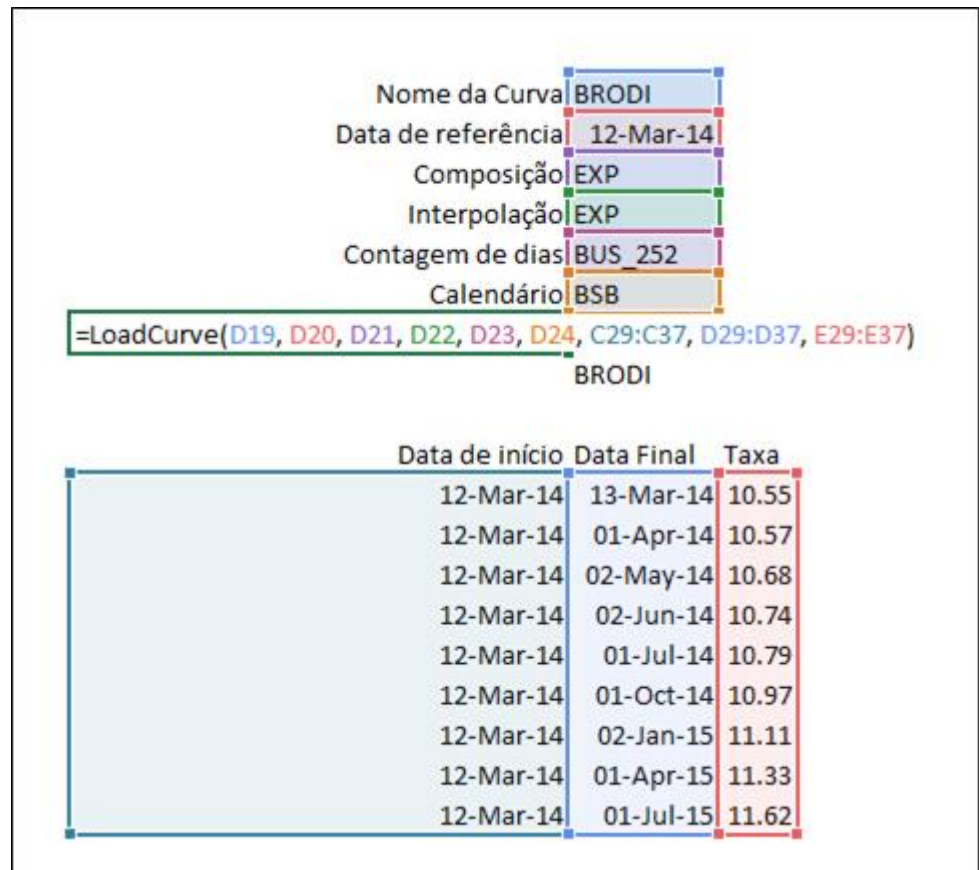 Nome da Curva BRODI
Data de referência 12-Mar-14
Composição EXP
Interpolação EXP
Contagem de dias BUS_252
Calendário BSB
=LoadCurve(D19, D20, D21, D22, D23, D24, C29:C37, D29:D37, E29:E37)
BRODI
Data de início Data Final Taxa
12-Mar-14 13-Mar-14 10.55
12-Mar-14 01-Apr-14 10.57
12-Mar-14 02-May-14 10.68
12-Mar-14 02-Jun-14 10.74
12-Mar-14 01-Jul-14 10.79
12-Mar-14 01-Oct-14 10.97
12-Mar-14 02-Jan-15 11.11
12-Mar-14 01-Apr-15 11.33
12-Mar-14 01-Jul-15 11.62